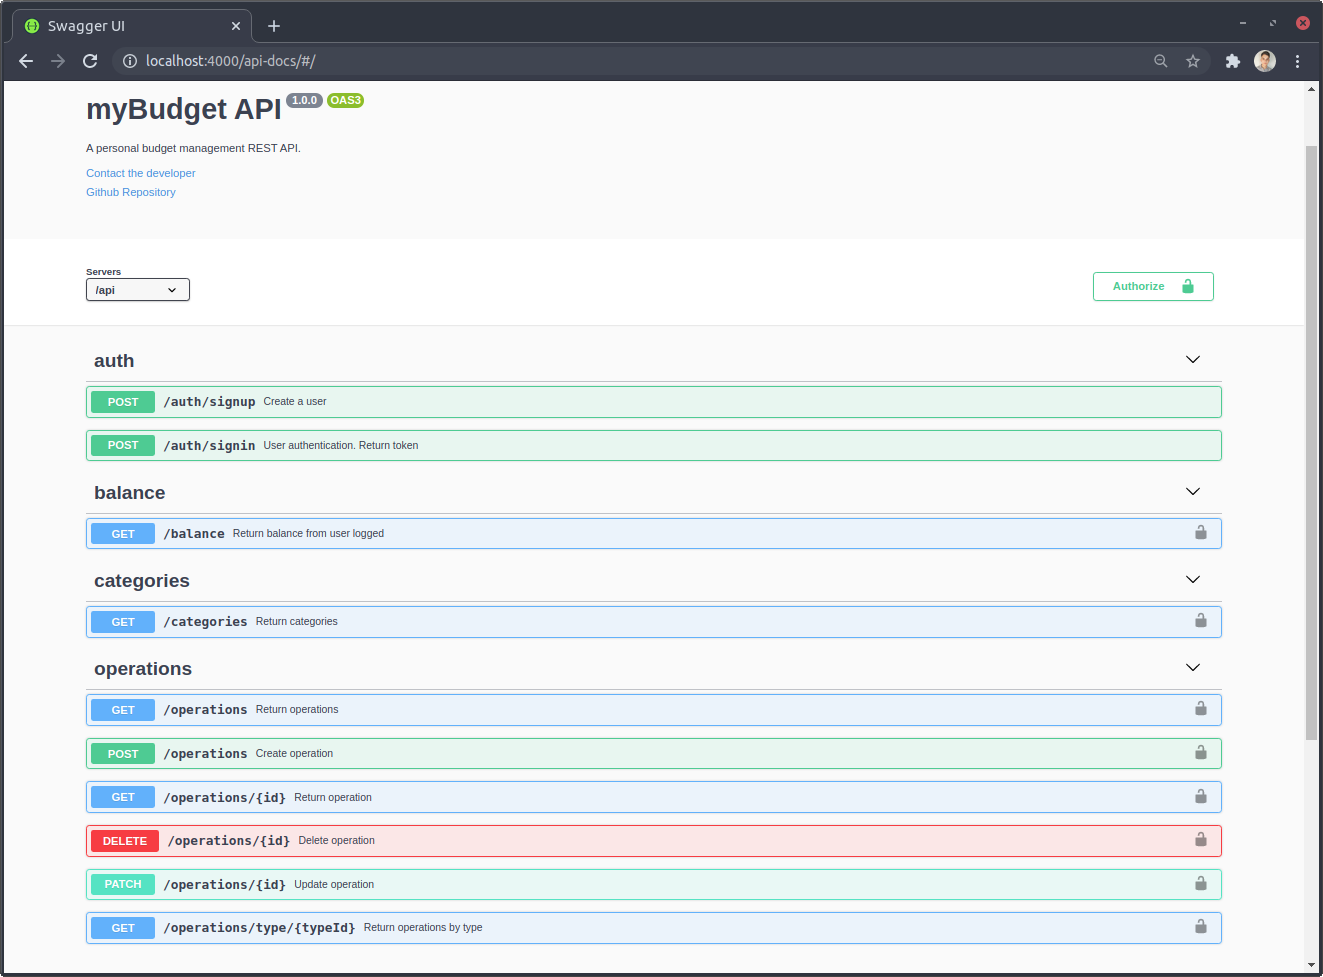 Swagger UI
localhost:4000/api-docs/#/
myBudget API 1.0.0 OAS3
A personal budget management REST API.
Contact the developer
Github Repository
Servers
/api
Authorize
auth
POST /auth/signup Create a user
POST /auth/signin User authentication. Return token
balance
GET /balance Return balance from user logged
categories
GET /categories Return categories
operations
GET /operations Return operations
POST /operations Create operation
GET /operations/{id} Return operation
DELETE /operations/{id} Delete operation
PATCH /operations/{id} Update operation
GET /operations/type/{typeId} Return operations by type